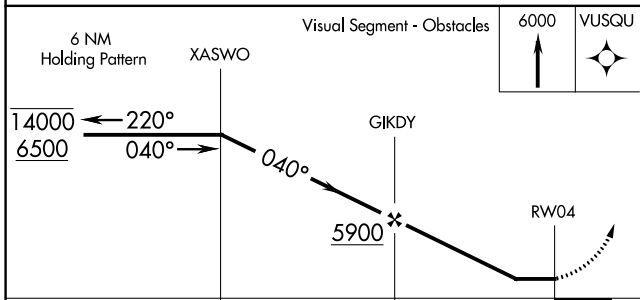 Visual Segment - Obstacles
6000
VUSQU
6 NM
Holding Pattern
XASWO
14000
220°
6500
040°
040°
GIKDY
5900
RW04